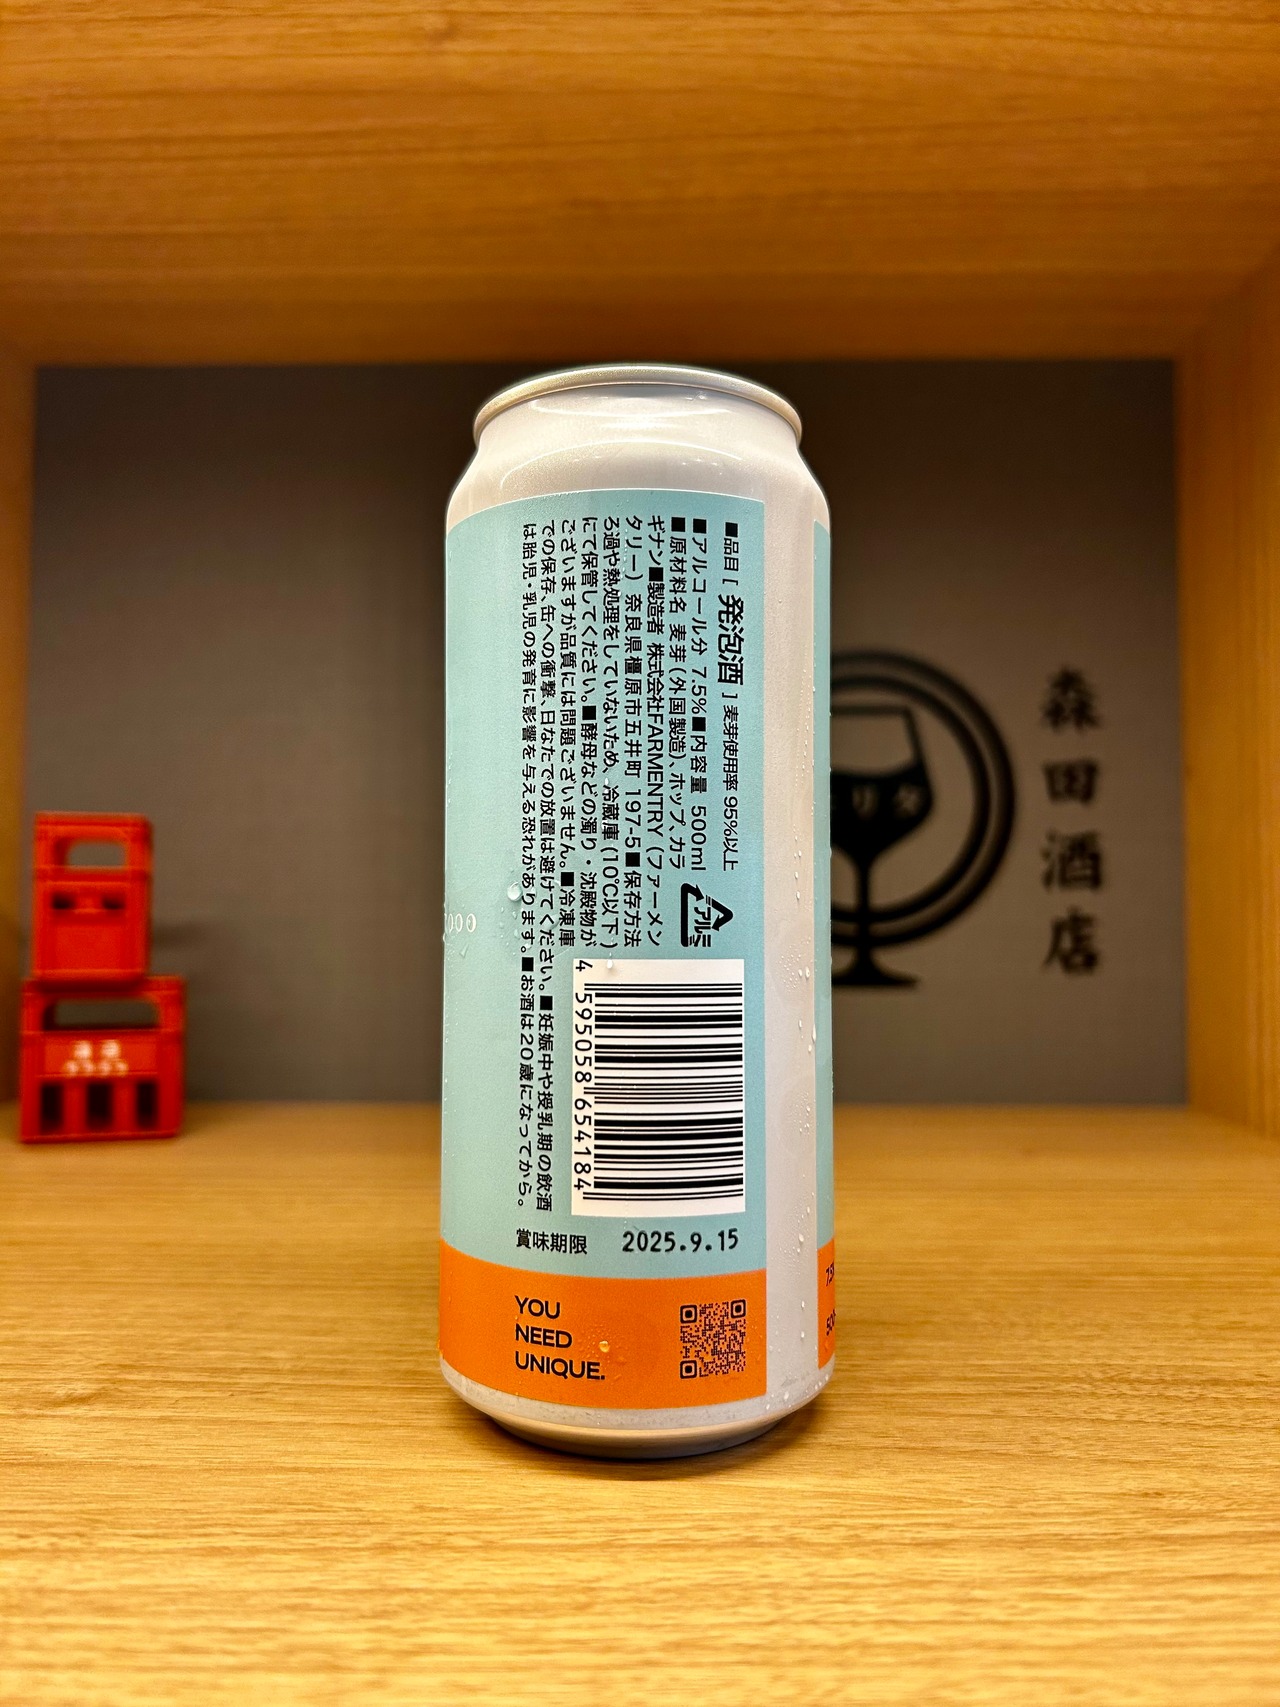 ■品目 [ 発泡酒 ] 麦芽使用率 95%以上
■アルコール分 7.5%■内容量 500ml
■原材料名 麦芽(外国製造)、ホップ、カラ
ギナン■製造者 株式会社FARMENTRY (ファーメン
タリー) 奈良県橿原市五井町 197-5■保存方法
ろ過や熱処理をしていないため、冷蔵庫(10℃以下)
にて保管してください。■酵母などの濁り・沈殿物が
ございますが品質には問題ございません。■冷凍庫
での保存、缶への衝撃、日なたでの放置は避けてください。■妊娠中や授乳期の飲酒
は胎児・乳児の発育に影響を与える恐れがあります。■お酒は20歳になってから。
アルミ
4 595058 654184
賞味期限 2025.9.15
YOU
NEED
UNIQUE.
森田酒店